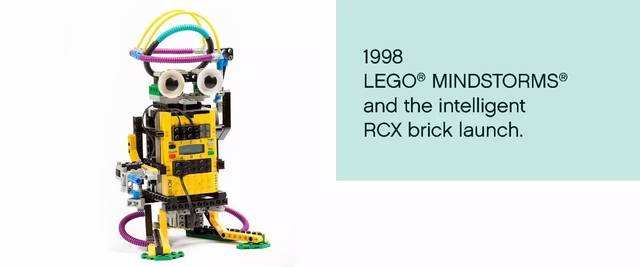 1998
LEGO® MINDSTORMS®
and the intelligent
RCX brick launch.